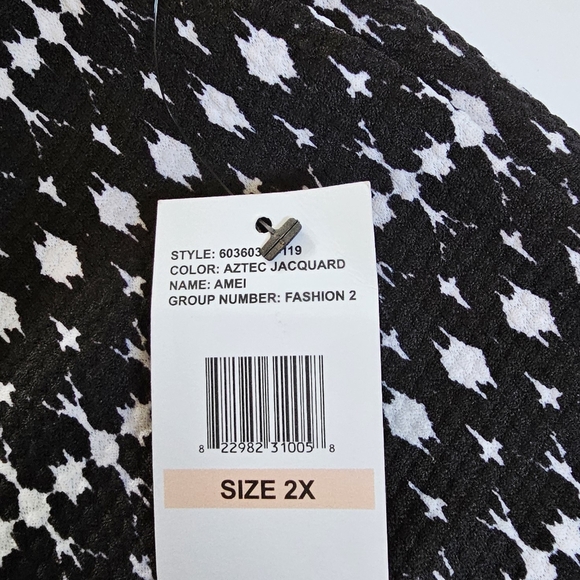 STYLE: 603603 119
COLOR: AZTEC JACQUARD
NAME: AMEI
GROUP NUMBER: FASHION 2
8 22982 31005 8
SIZE 2X